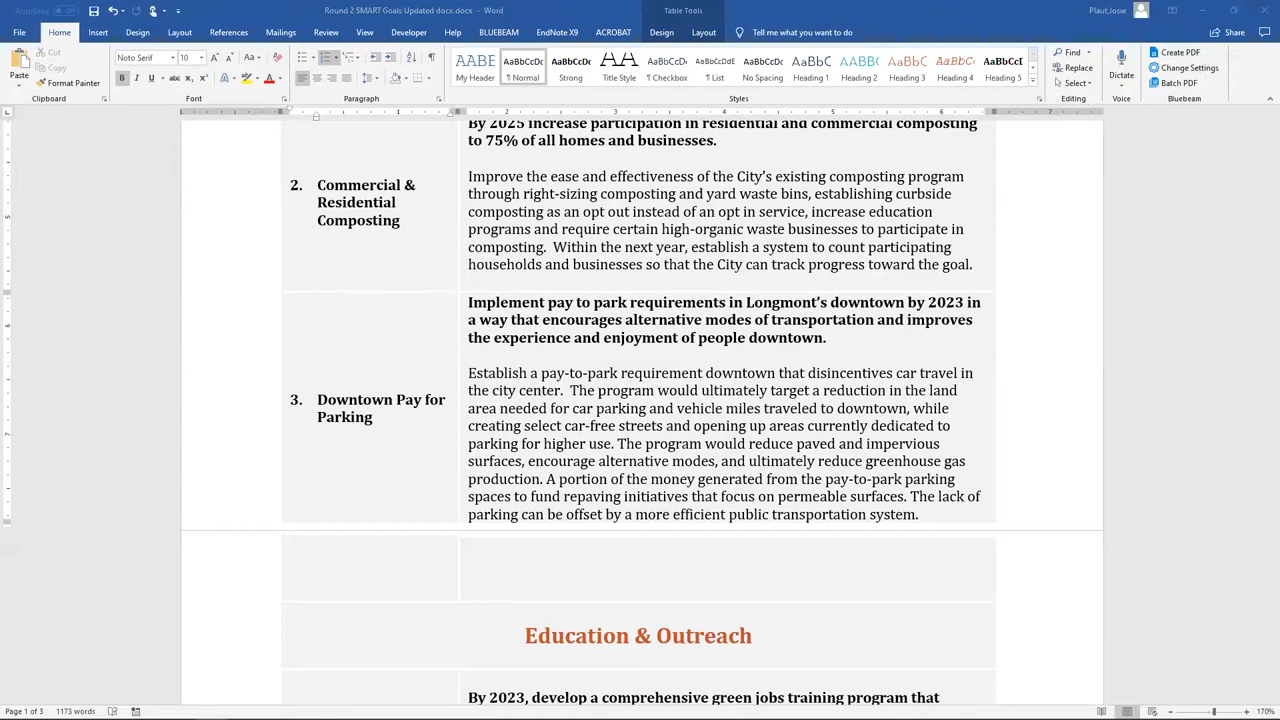 AutoSave
Round 2 SMART Goals Updated docx.docx - Word
Table Tools
Plaut,Josie
File Home Insert Draw Design Layout References Mailings Review View Developer Help EndNote X9 BLUEBEAM ACROBAT Design Layout Tell me what you want to do Share
Paste
Cut
Copy
Format Painter
Clipboard
Noto Serif 10
Font
Paragraph
AABE AaBbCcDc AaBbCcDc AA AaBbCcDc AaBbCcDc AaBbCcDc AaBbC AABBC AaBbC AaBbCc AaBbCcI
My Header ¶ Normal Strong Title Style ¶ Checkbox ¶ List No Spacing Heading 1 Heading 2 Heading 3 Heading 4 Heading 5
Styles
Find
Replace
Select
Editing
Dictate
Voice
Create PDF
Change Settings
Batch PDF
Bluebeam
By 2025 increase participation in residential and commercial composting
to 75% of all homes and businesses.
2. Commercial &
Residential
Composting
Improve the ease and effectiveness of the City's existing composting program
through right-sizing composting and yard waste bins, establishing curbside
composting as an opt out instead of an opt in service, increase education
programs and require certain high-organic waste businesses to participate in
composting. Within the next year, establish a system to count participating
households and businesses so that the City can track progress toward the goal.
Implement pay to park requirements in Longmont's downtown by 2023 in
a way that encourages alternative modes of transportation and improves
the experience and enjoyment of people downtown.
3. Downtown Pay for
Parking
Establish a pay-to-park requirement downtown that disincentives car travel in
the city center. The program would ultimately target a reduction in the land
area needed for car parking and vehicle miles traveled to downtown, while
creating select car-free streets and opening up areas currently dedicated to
parking for higher use. The program would reduce paved and impervious
surfaces, encourage alternative modes, and ultimately reduce greenhouse gas
production. A portion of the money generated from the pay-to-park parking
spaces to fund repaving initiatives that focus on permeable surfaces. The lack of
parking can be offset by a more efficient public transportation system.
Education & Outreach
By 2023, develop a comprehensive green jobs training program that
Page 1 of 3 1173 words
170%